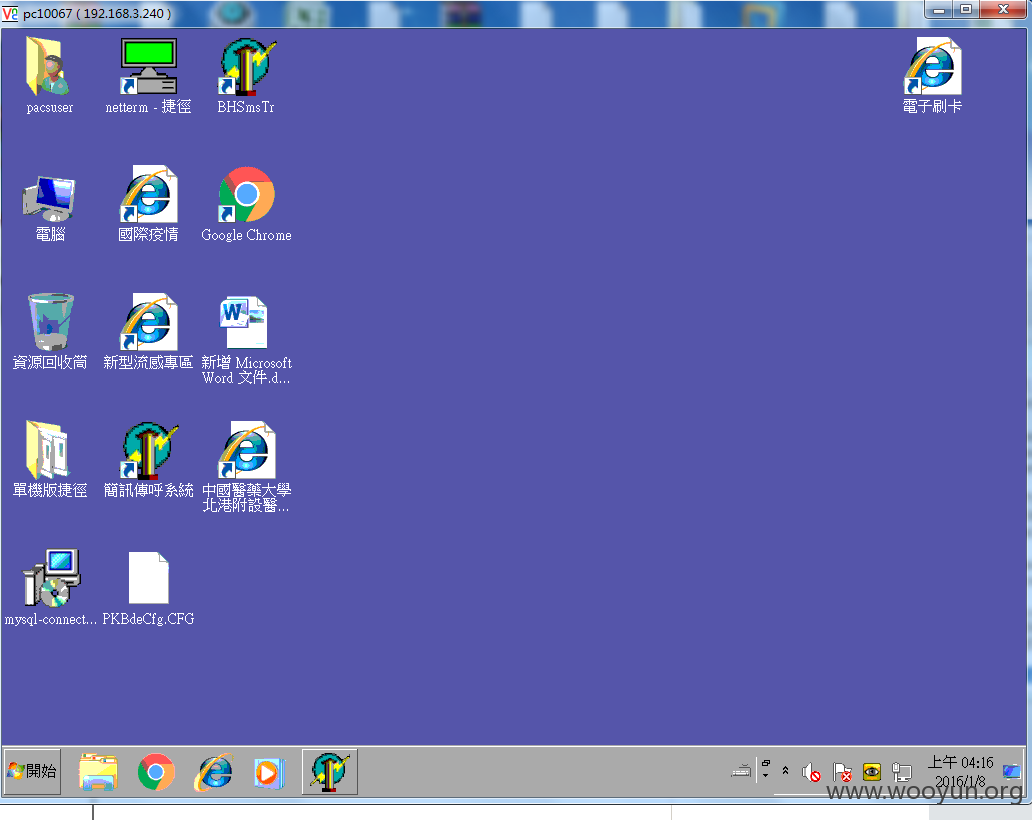 pc10067 ( 192.168.3.240 )
pacsuser
netterm - 捷徑
BHSmsTr
電子刷卡
電腦
國際疫情
Google Chrome
資源回收筒
新型流感專區
新增 Microsoft
Word 文件.d...
單機版捷徑
簡訊傳呼系統
中國醫藥大學
北港附設醫...
mysql-connect...
PKBdeCfg.CFG
開始
上午 04:16
2016/1/8
www.wooyun.org